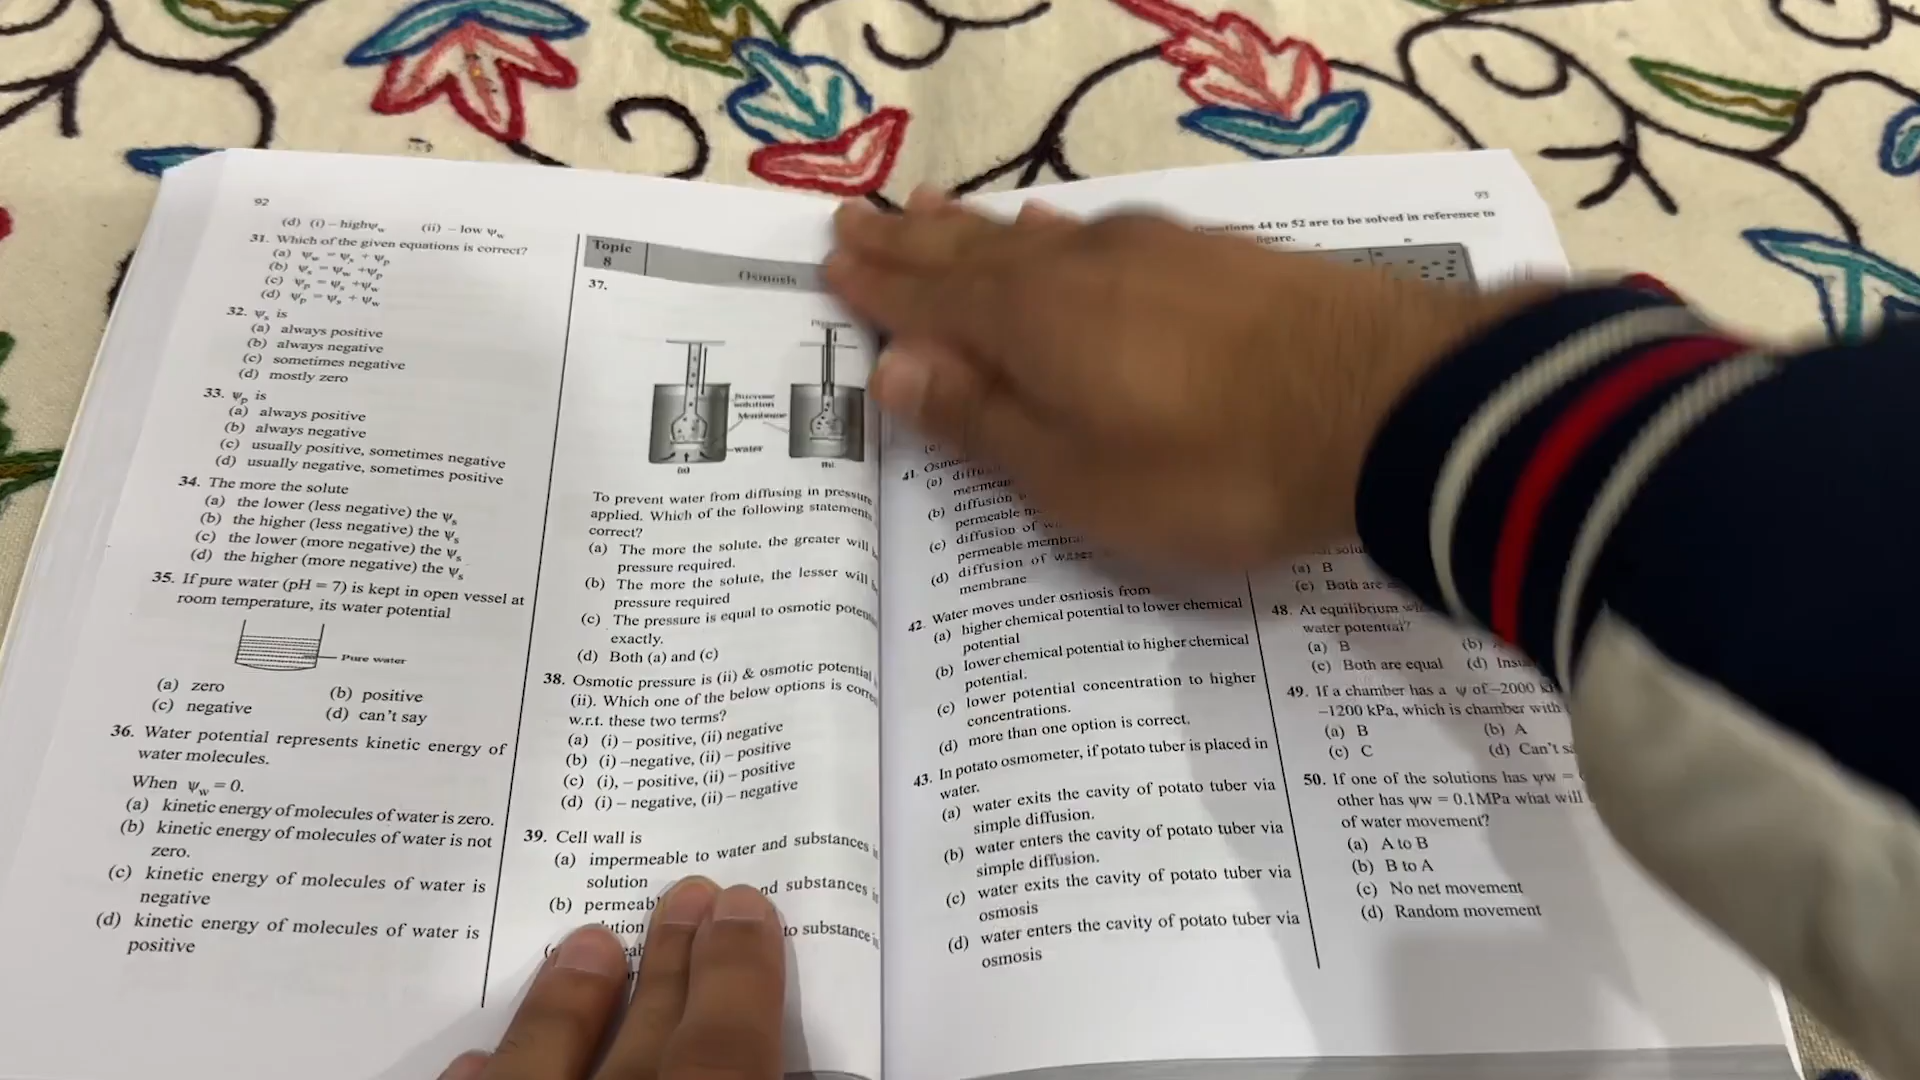 92
(d) (i) – highψw (ii) – low ψw
31. Which of the given equations is correct?
(a) ψw = ψs + ψp
(b) ψs = ψw +ψp
(c) ψp = ψs +ψw
(d) ψp = ψs + ψw
32. ψs is
(a) always positive
(b) always negative
(c) sometimes negative
(d) mostly zero
33. ψp is
(a) always positive
(b) always negative
(c) usually positive, sometimes negative
(d) usually negative, sometimes positive
34. The more the solute
(a) the lower (less negative) the ψs
(b) the higher (less negative) the ψs
(c) the lower (more negative) the ψs
(d) the higher (more negative) the ψs
35. If pure water (pH = 7) is kept in open vessel at
room temperature, its water potential
Pure water
(a) zero (b) positive
(c) negative (d) can't say
36. Water potential represents kinetic energy of
water molecules.
When ψw = 0.
(a) kinetic energy of molecules of water is zero.
(b) kinetic energy of molecules of water is not
zero.
(c) kinetic energy of molecules of water is
negative
(d) kinetic energy of molecules of water is
positive
Topic
8
Osmosis
37.
Pressure
Sucrose
solution
Membrane
water
(a) (b)
To prevent water from diffusing in pressure
applied. Which of the following statements
correct?
(a) The more the solute, the greater will
pressure required.
(b) The more the solute, the lesser will
pressure required
(c) The pressure is equal to osmotic
exactly.
(d) Both (a) and (c)
38. Osmotic pressure is (ii) & osmotic potential
(ii). Which one of the below options is
w.r.t. these two terms?
(a) (i) – positive, (ii) negative
(b) (i) –negative, (ii) – positive
(c) (i), – positive, (ii) – positive
(d) (i) – negative, (ii) – negative
39. Cell wall is
(a) impermeable to water and substances
solution
(b) substances
to
93
44 to 52 are to be solved in reference to
figure.
A B
(c)
41.
(a)
(b) diffusion
permeable
(c) diffusion of
permeable
(d) diffusion of water
membrane
42. Water moves under osmosis from
(a) higher chemical potential to lower chemical
potential
(b) lower chemical potential to higher chemical
potential.
(c) lower potential concentration to higher
concentrations.
(d) more than one option is correct.
43. In potato osmometer, if potato tuber is placed in
water.
(a) water exits the cavity of potato tuber via
simple diffusion.
(b) water enters the cavity of potato tuber via
simple diffusion.
(c) water exits the cavity of potato tuber via
osmosis
(d) water enters the cavity of potato tuber via
osmosis
(a) B
(c) Both are
48. At equilibrium
water potential?
(a) B (b)
(c) Both are equal (d)
49. If a chamber has a ψ of –2000
–1200 kPa, which is chamber with
(a) B (b) A
(c) C (d) Can't
50. If one of the solutions has ψw =
other has ψw = 0.1MPa what will
of water movement?
(a) A to B
(b) B to A
(c) No net movement
(d) Random movement